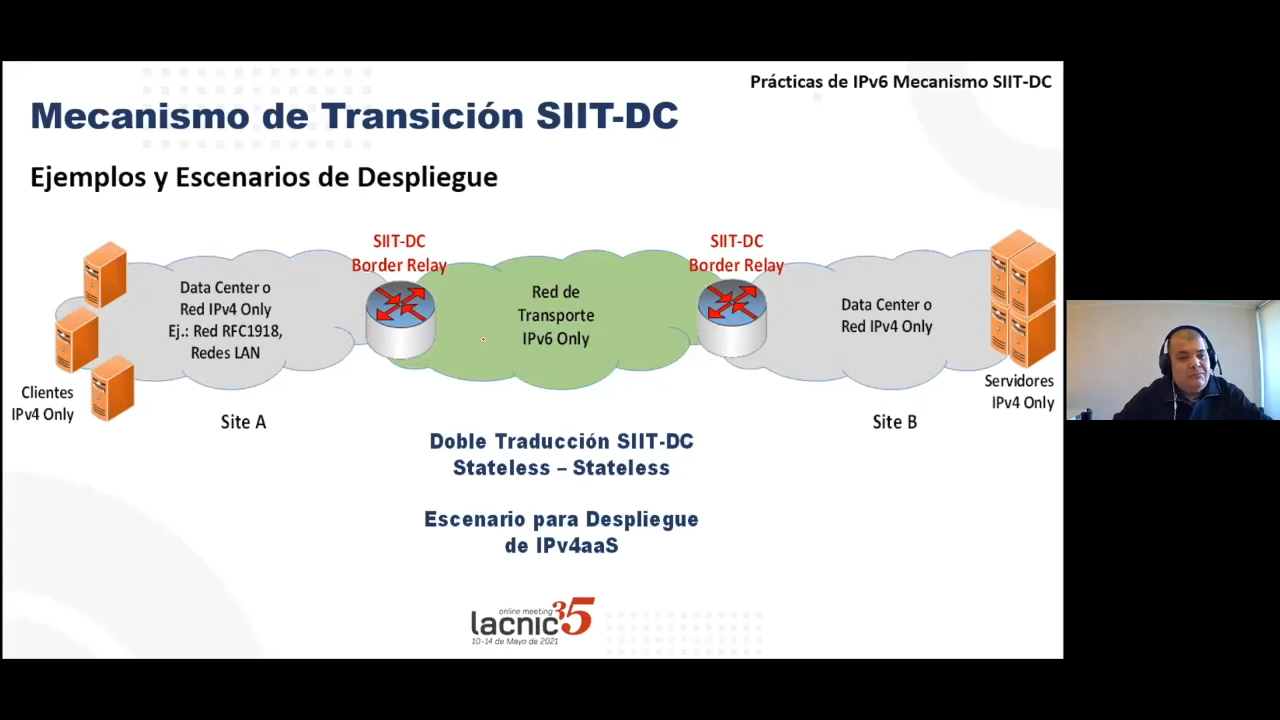 Prácticas de IPv6 Mecanismo SIIT-DC
Mecanismo de Transición SIIT-DC
Ejemplos y Escenarios de Despliegue
SIIT-DC
Border Relay
SIIT-DC
Border Relay
Data Center o
Red IPv4 Only
Ej.: Red RFC1918,
Redes LAN
Red de
Transporte
IPv6 Only
Data Center o
Red IPv4 Only
Clientes
IPv4 Only
Servidores
IPv4 Only
Site A
Site B
Doble Traducción SIIT-DC
Stateless – Stateless
Escenario para Despliegue
de IPv4aaS
online meeting
lacnic35
10-14 de Mayo de 2021